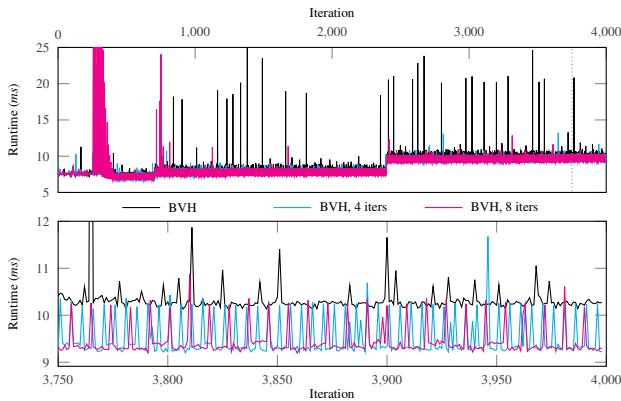 Iteration
0 1,000 2,000 3,000 4,000
25
20
15
10
5
Runtime (ms)
BVH BVH, 4 iters BVH, 8 iters
12
11
10
9
Runtime (ms)
3,750 3,800 3,850 3,900 3,950 4,000
Iteration